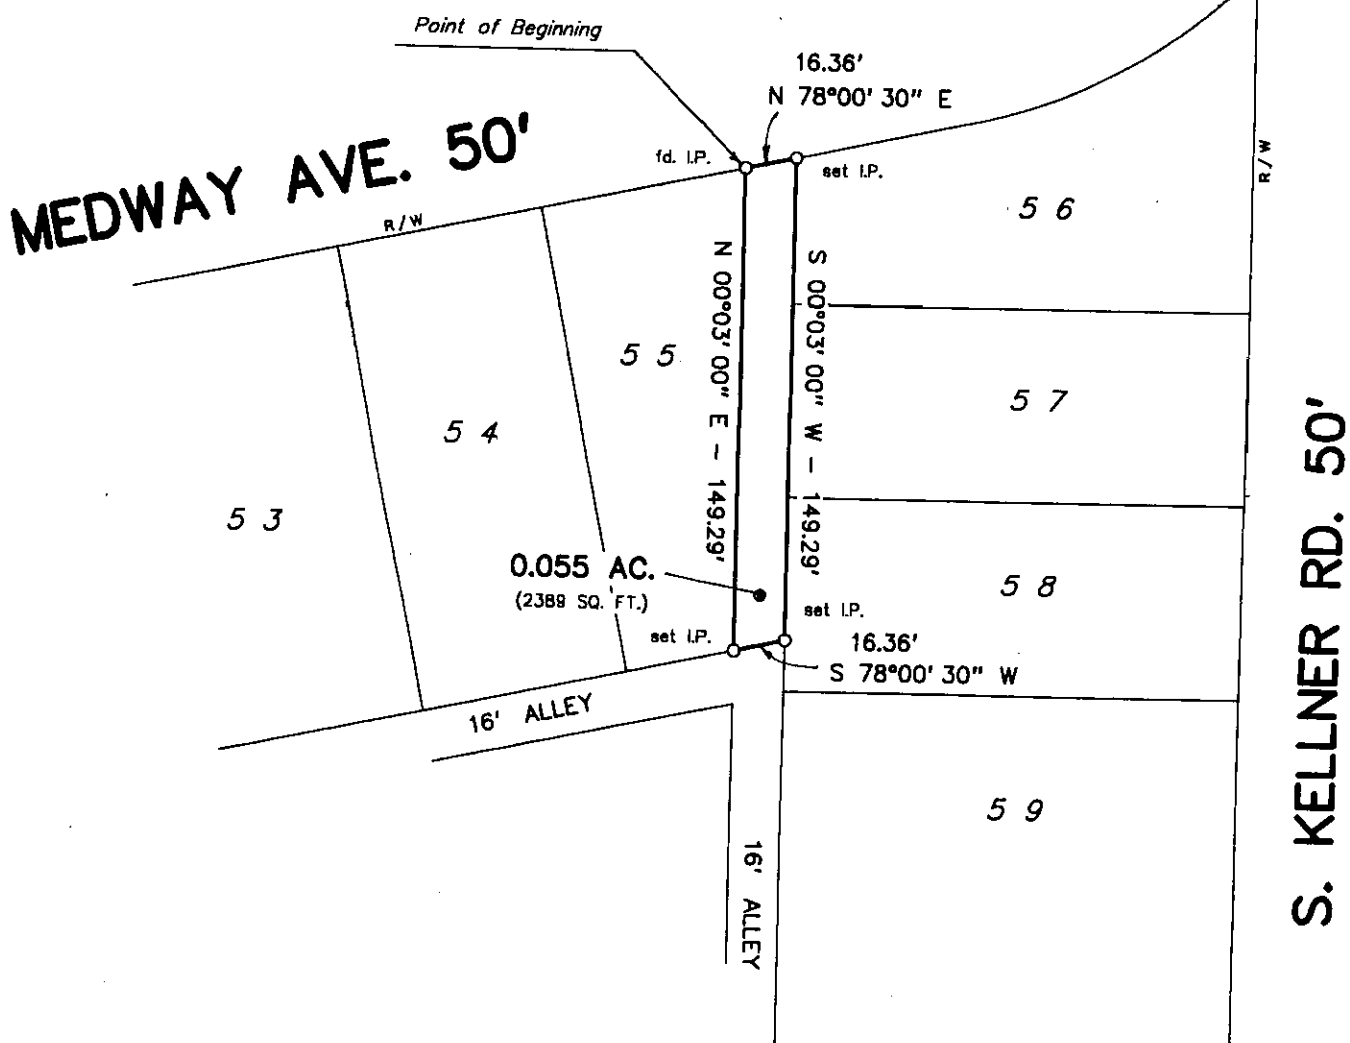 Point of Beginning
16.36'
N 78°00' 30" E
MEDWAY AVE. 50'
fd. I.P.
set I.P.
R/W
R/W
5 6
N 00°03' 00" E - 149.29'
S 00°03' 00" W - 149.29'
5 5
5 7
5 4
5 3
S. KELLNER RD. 50'
0.055 AC.
(2389 SQ. FT.)
5 8
set I.P.
set I.P.
16.36'
S 78°00' 30" W
16' ALLEY
5 9
16' ALLEY